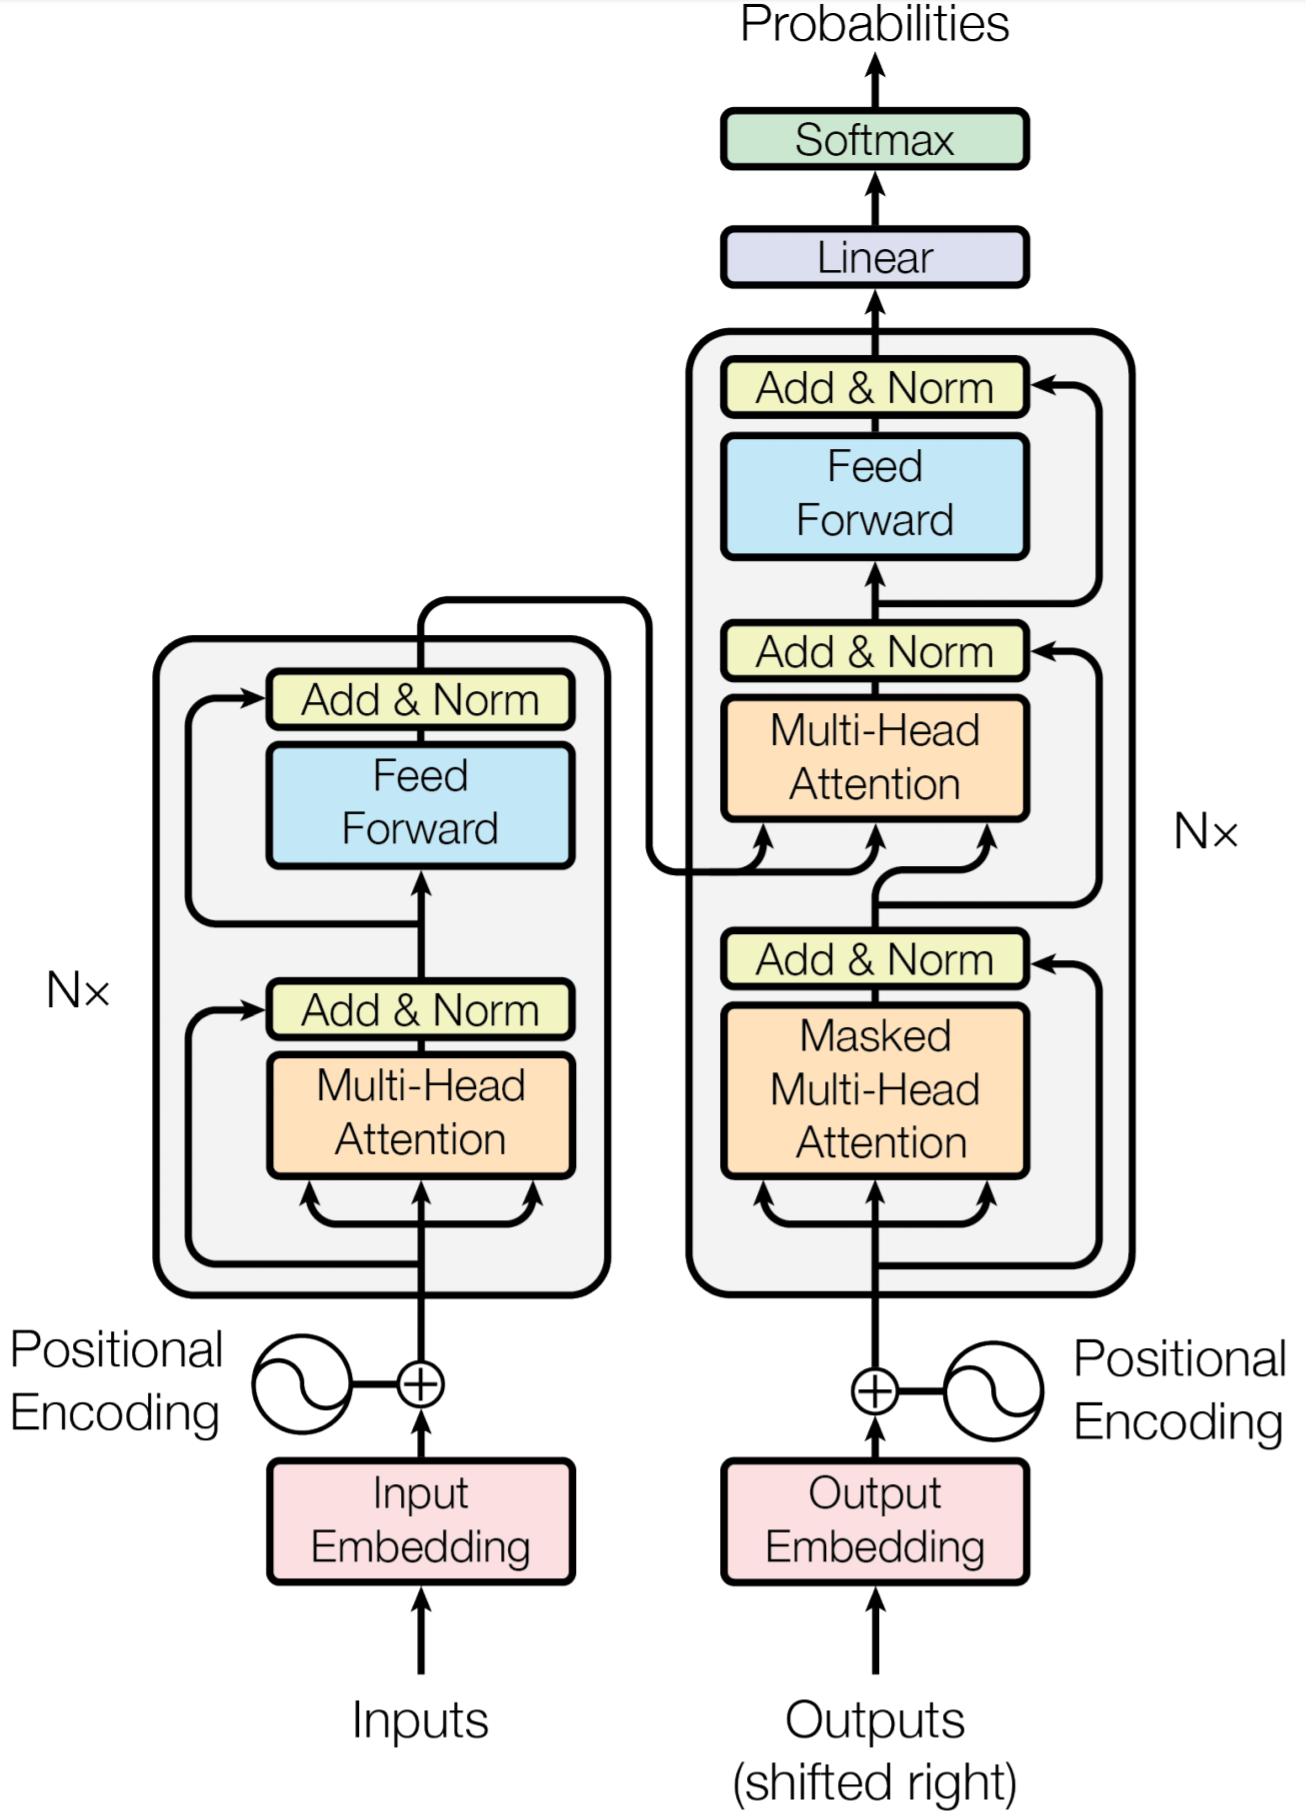 Probabilities
Softmax
Linear
Add & Norm
Feed
Forward
Add & Norm
Multi-Head
Attention
Nx
Add & Norm
Masked
Multi-Head
Attention
Positional
Encoding
Output
Embedding
Outputs
(shifted right)
Add & Norm
Feed
Forward
Nx
Add & Norm
Multi-Head
Attention
Positional
Encoding
Input
Embedding
Inputs